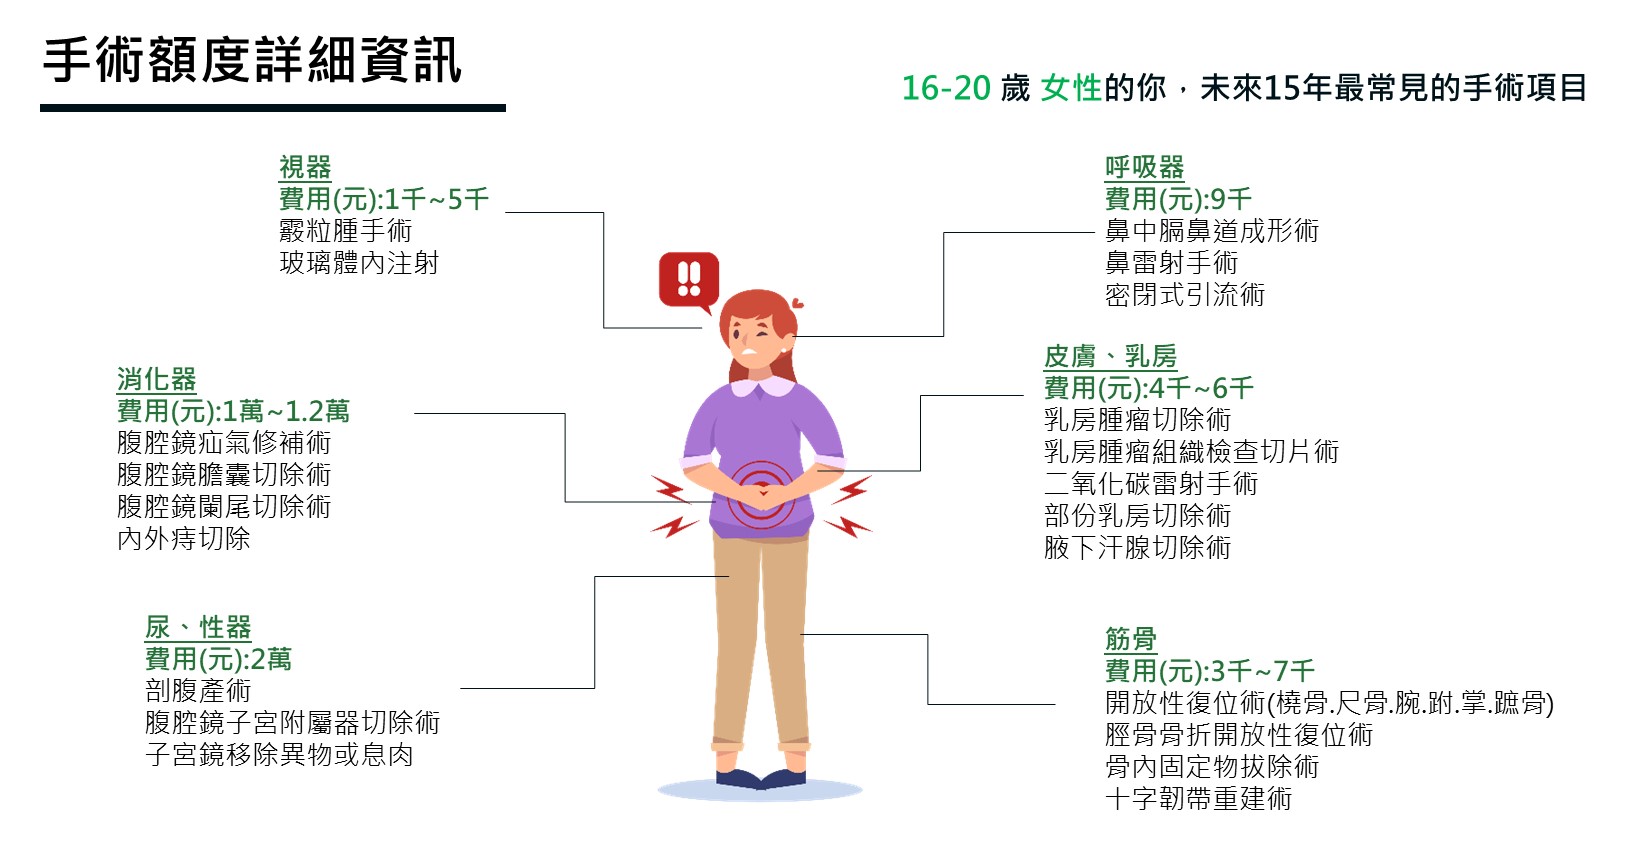 手術額度詳細資訊
16-20 歲 女性的你，未來15年最常見的手術項目
視器
費用(元):1千~5千
霰粒腫手術
玻璃體內注射
消化器
費用(元):1萬~1.2萬
腹腔鏡疝氣修補術
腹腔鏡膽囊切除術
腹腔鏡闌尾切除術
內外痔切除
尿、性器
費用(元):2萬
剖腹產術
腹腔鏡子宮附屬器切除術
子宮鏡移除異物或息肉
呼吸器
費用(元):9千
鼻中膈鼻道成形術
鼻雷射手術
密閉式引流術
皮膚、乳房
費用(元):4千~6千
乳房腫瘤切除術
乳房腫瘤組織檢查切片術
二氧化碳雷射手術
部份乳房切除術
腋下汗腺切除術
筋骨
費用(元):3千~7千
開放性復位術(橈骨.尺骨.腕.跗.掌.蹠骨)
脛骨骨折開放性復位術
骨內固定物拔除術
十字韌帶重建術